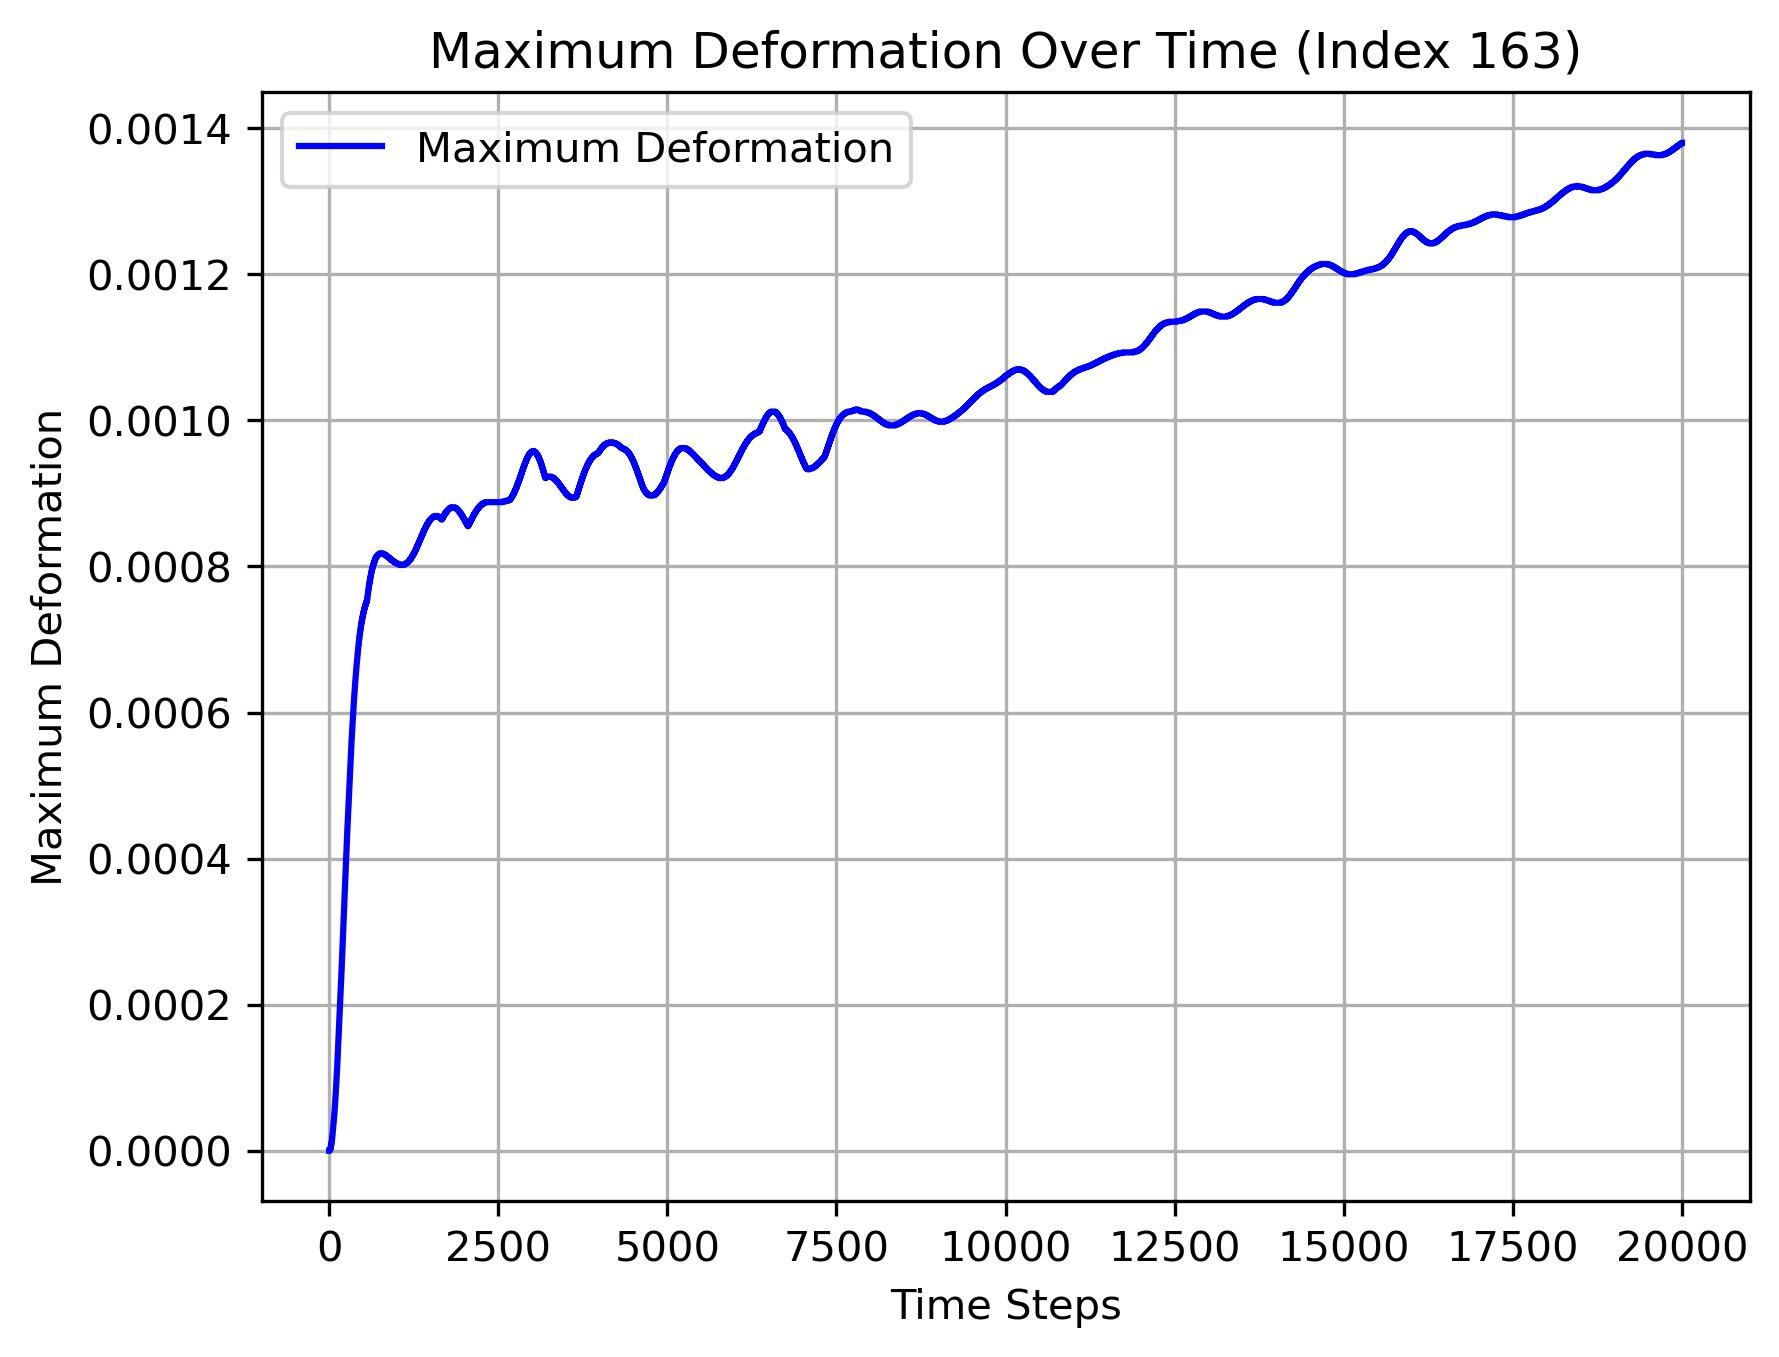 Maximum Deformation Over Time (Index 163)
Maximum Deformation
0.0014
0.0012
0.0010
0.0008
0.0006
0.0004
0.0002
0.0000
Maximum Deformation
0 2500 5000 7500 10000 12500 15000 17500 20000
Time Steps